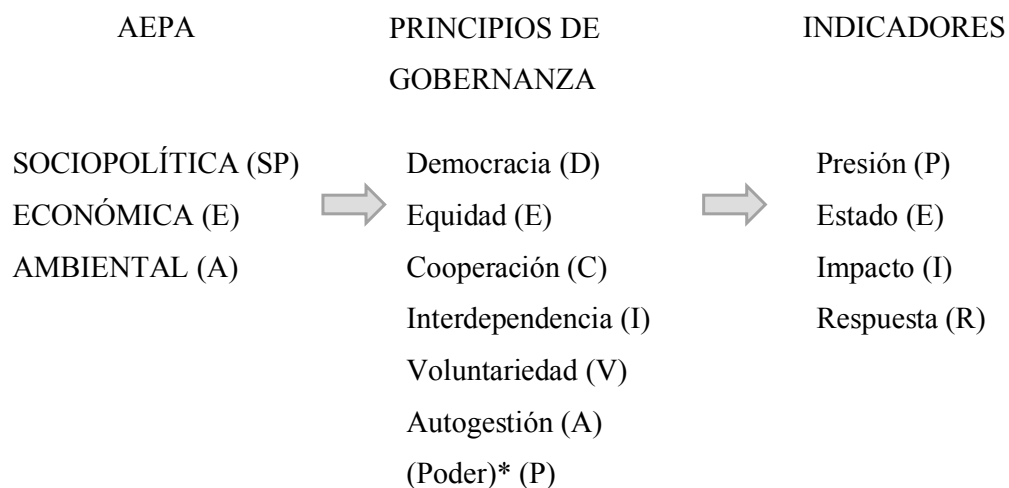 AEPA
PRINCIPIOS DE
GOBERNANZA
INDICADORES
SOCIOPOLÍTICA (SP)
ECONÓMICA (E)
AMBIENTAL (A)
Democracia (D)
Equidad (E)
Cooperación (C)
Interdependencia (I)
Voluntariedad (V)
Autogestión (A)
(Poder)* (P)
Presión (P)
Estado (E)
Impacto (I)
Respuesta (R)